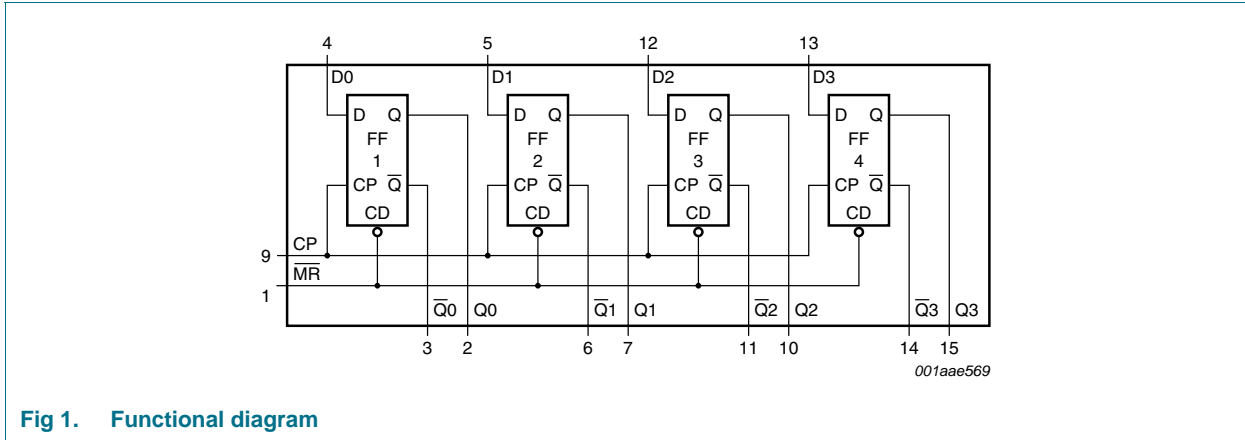 4 5 12 13
D0 D1 D2 D3
D Q D Q D Q D Q
FF FF FF FF
1 2 3 4
CP Q̅ CP Q̅ CP Q̅ CP Q̅
CD CD CD CD
9 CP
1 M̅R̅
Q̅0 Q0 Q̅1 Q1 Q̅2 Q2 Q̅3 Q3
3 2 6 7 11 10 14 15
001aae569
Fig 1. Functional diagram